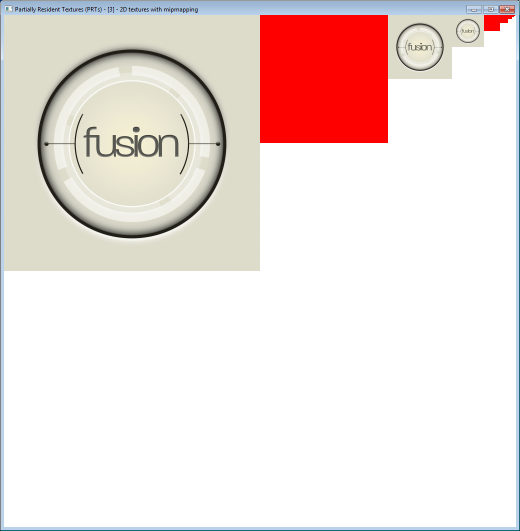 Partially Resident Textures (PRTs) - [3] - 2D textures with mipmapping
fusion
fusion
fusion